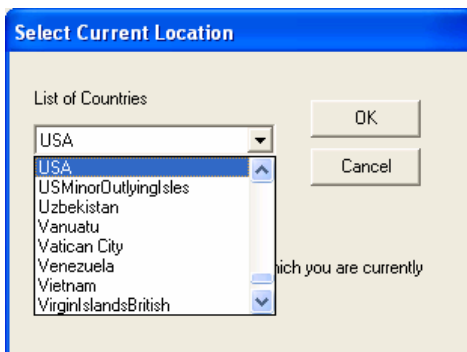 Select Current Location
List of Countries
OK
USA
Cancel
USA
USMinorOutlyingIsles
Uzbekistan
Vanuatu
Vatican City
Venezuela
you are currently
Vietnam
VirginIslandsBritish